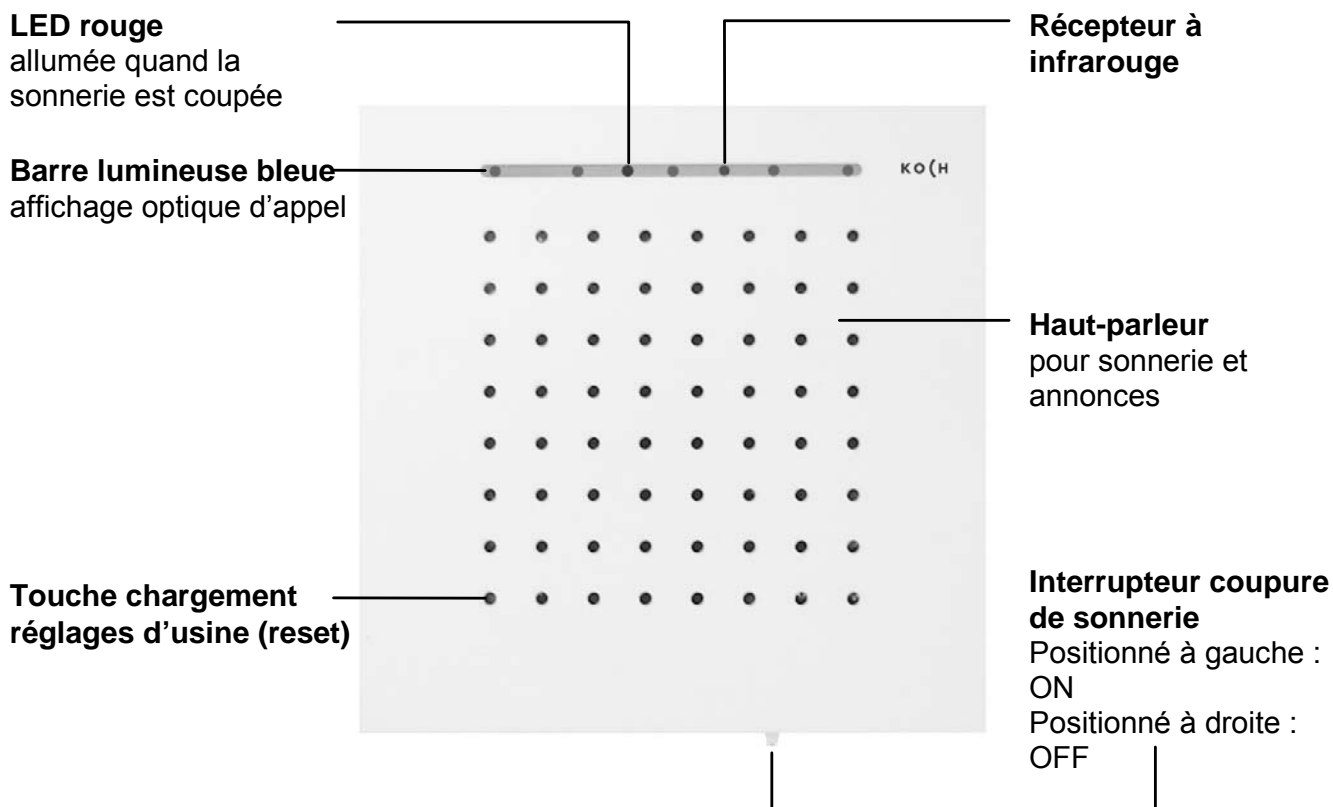 LED rouge
allumée quand la
sonnerie est coupée
Barre lumineuse bleue
affichage optique d’appel
Touche chargement
réglages d’usine (reset)
KOCH
Récepteur à
infrarouge
Haut-parleur
pour sonnerie et
annonces
Interrupteur coupure
de sonnerie
Positionné à gauche :
ON
Positionné à droite :
OFF